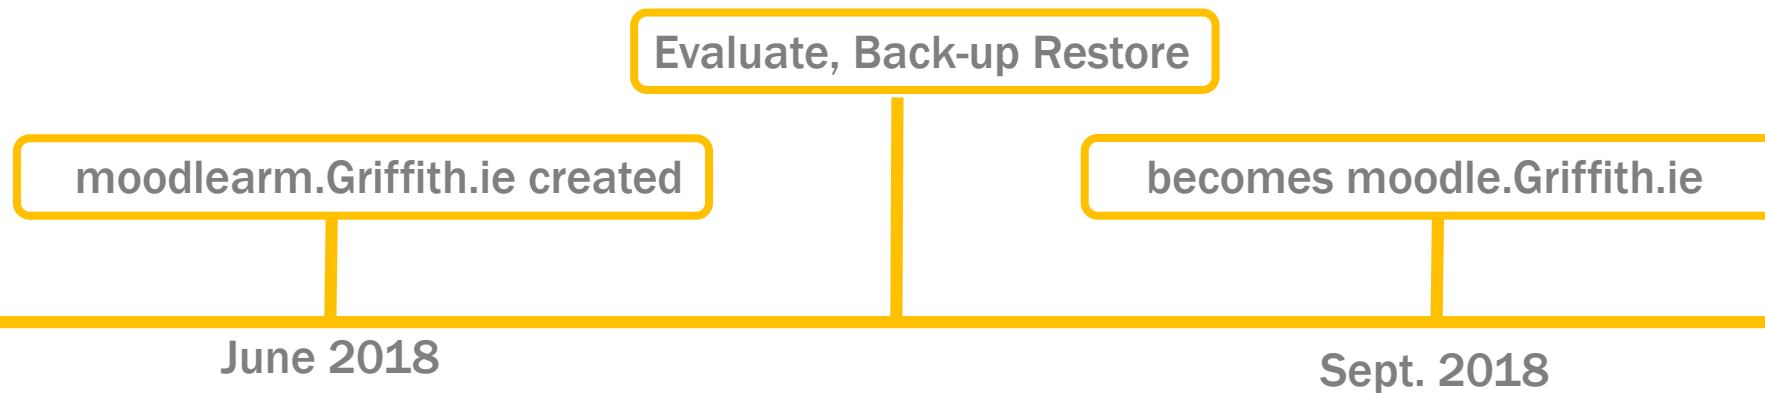 Evaluate, Back-up Restore
moodlearm.Griffith.ie created
becomes moodle.Griffith.ie
June 2018
Sept. 2018